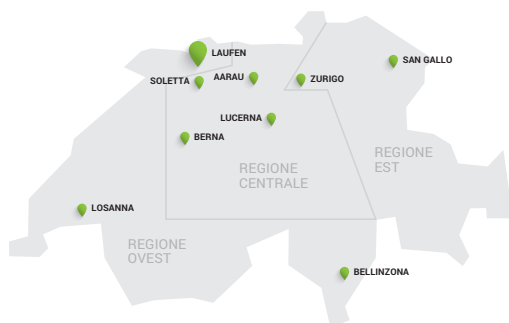 LAUFEN
SAN GALLO
SOLETTA
AARAU
ZURIGO
LUCERNA
BERNA
REGIONE
EST
REGIONE
CENTRALE
LOSANNA
REGIONE
OVEST
BELLINZONA